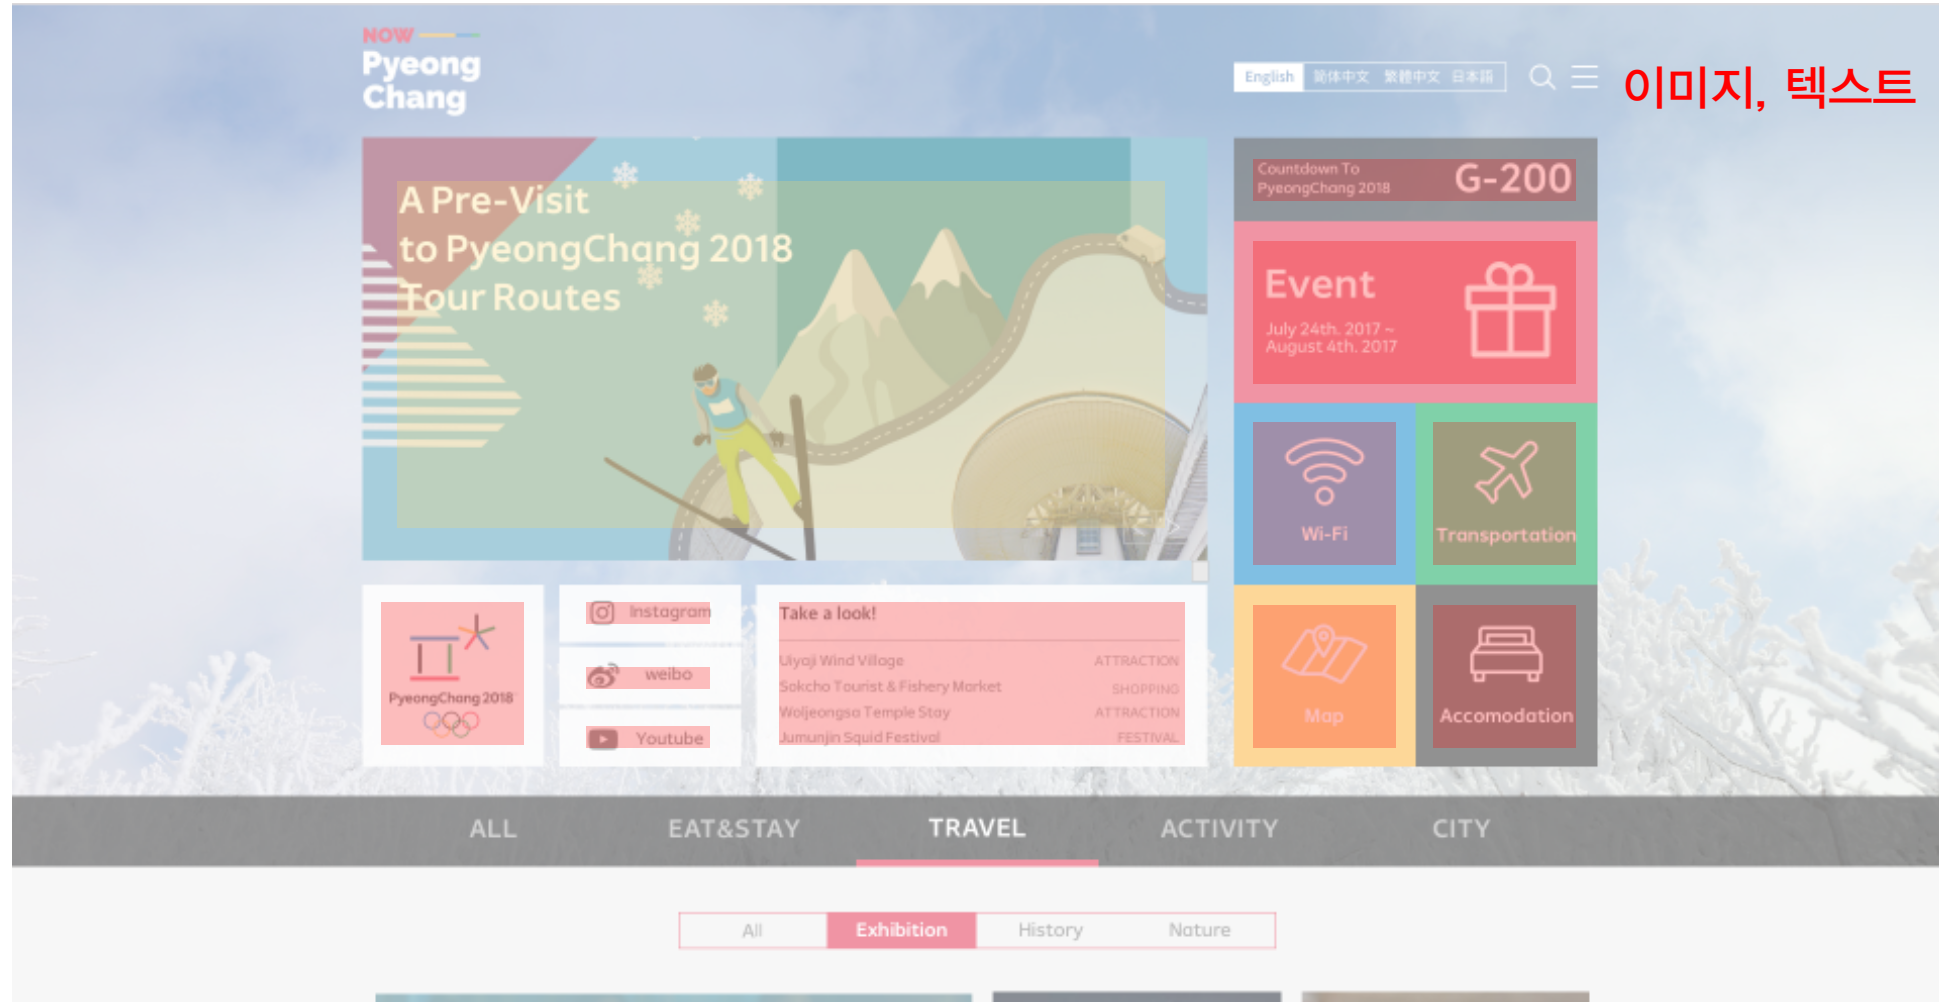 NOW
Pyeong
Chang
English 简体中文 繁體中文 日本語
이미지, 텍스트
A Pre-Visit
to PyeongChang 2018
Tour Routes
Countdown To
PyeongChang 2018
G-200
Event
July 24th. 2017 ~
August 4th. 2017
Wi-Fi
Transportation
Map
Accomodation
PyeongChang 2018
Instagram
weibo
Youtube
Take a look!
Uiyaji Wind Village ATTRACTION
Sokcho Tourist & Fishery Market SHOPPING
Woljeongsa Temple Stay ATTRACTION
Jumunjin Squid Festival FESTIVAL
ALL EAT&STAY TRAVEL ACTIVITY CITY
All Exhibition History Nature